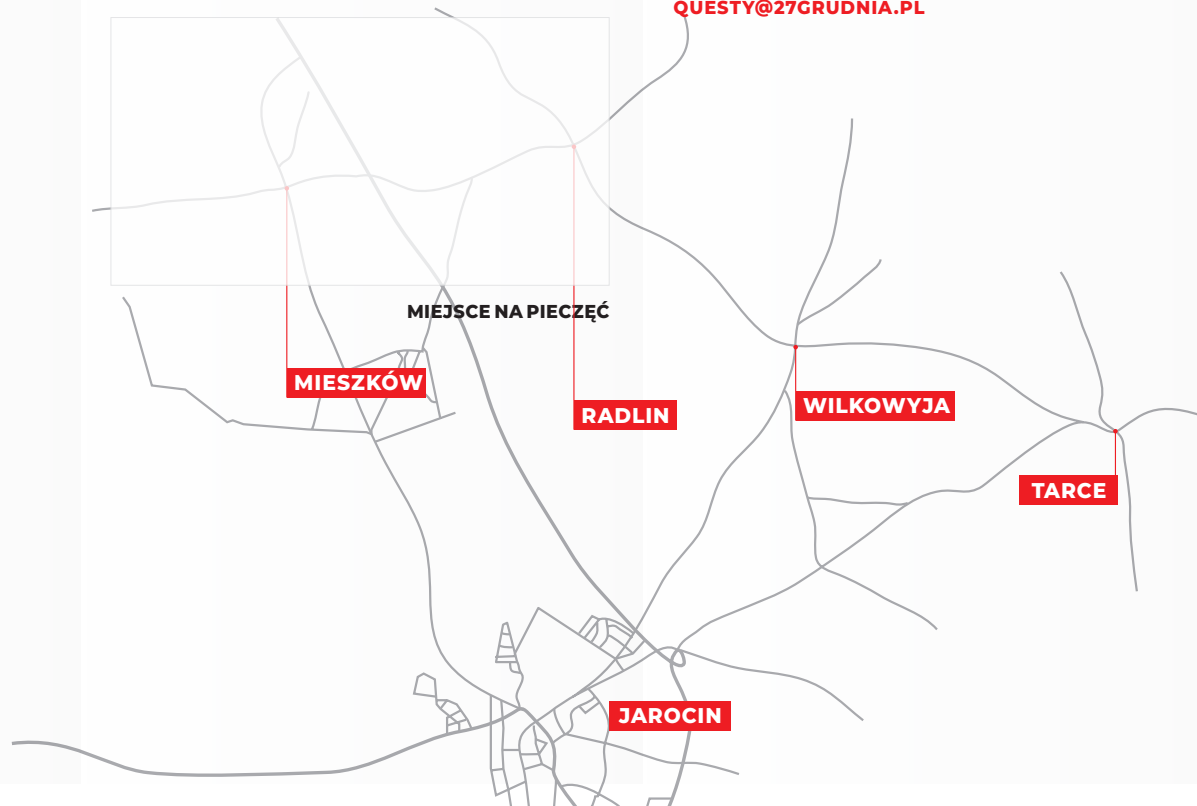 QUESTY@27GRUDNIA.PL
MIEJSCE NA PIECZĘĆ
MIESZKÓW
RADLIN
WILKOWYJA
TARCE
JAROCIN